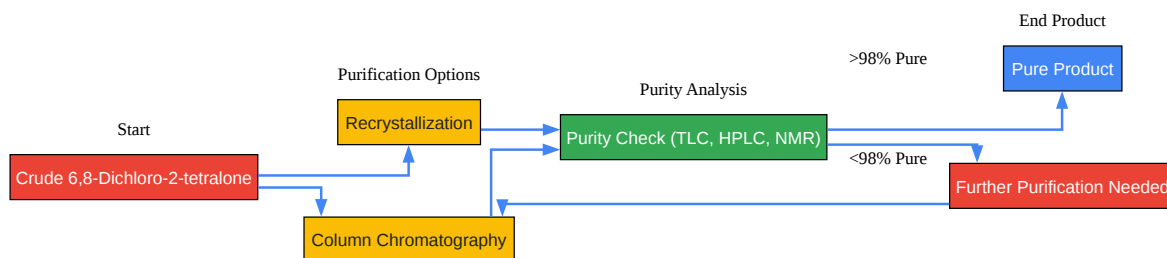 End Product
>98% Pure
Pure Product
Purification Options
Purity Analysis
Recrystallization
Start
Purity Check (TLC, HPLC, NMR)
<98% Pure
Crude 6,8-Dichloro-2-tetralone
Further Purification Needed
Column Chromatography